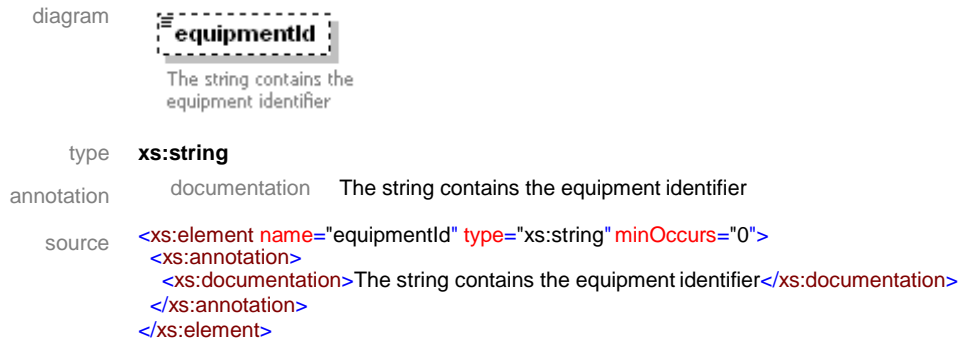 diagram
equipmentId
The string contains the
equipment identifier
type xs:string
annotation documentation The string contains the equipment identifier
source <xs:element name="equipmentId" type="xs:string" minOccurs="0">
<xs:annotation>
<xs:documentation>The string contains the equipment identifier</xs:documentation>
</xs:annotation>
</xs:element>